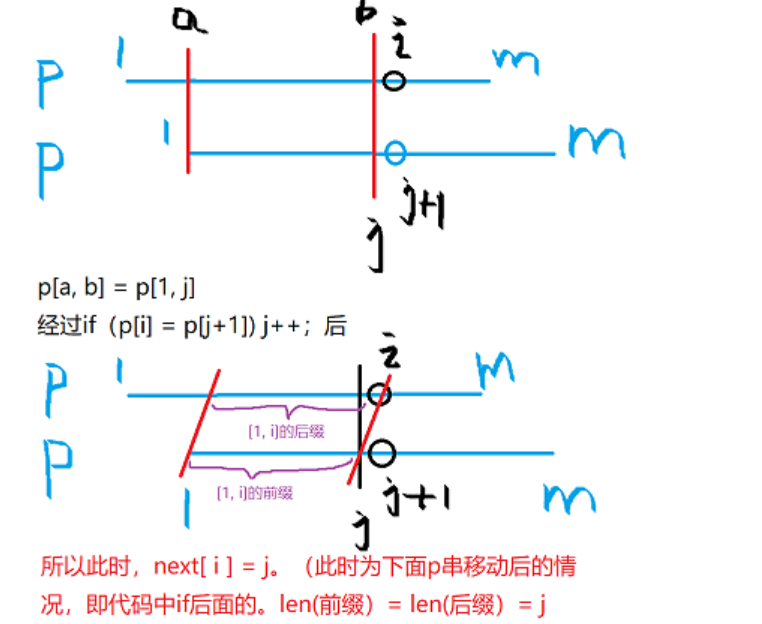 a b i
P 1 m
P 1 m
j j+1
p[a, b] = p[1, j]
经过if（p[i] = p[j+1]) j++；后
i
P 1 m
[1, i]的后缀
P
[1, i]的前缀
1 j j+1 m
所以此时，next[ i ] = j。（此时为下面p串移动后的情
况，即代码中if后面的。len(前缀）= len(后缀）= j